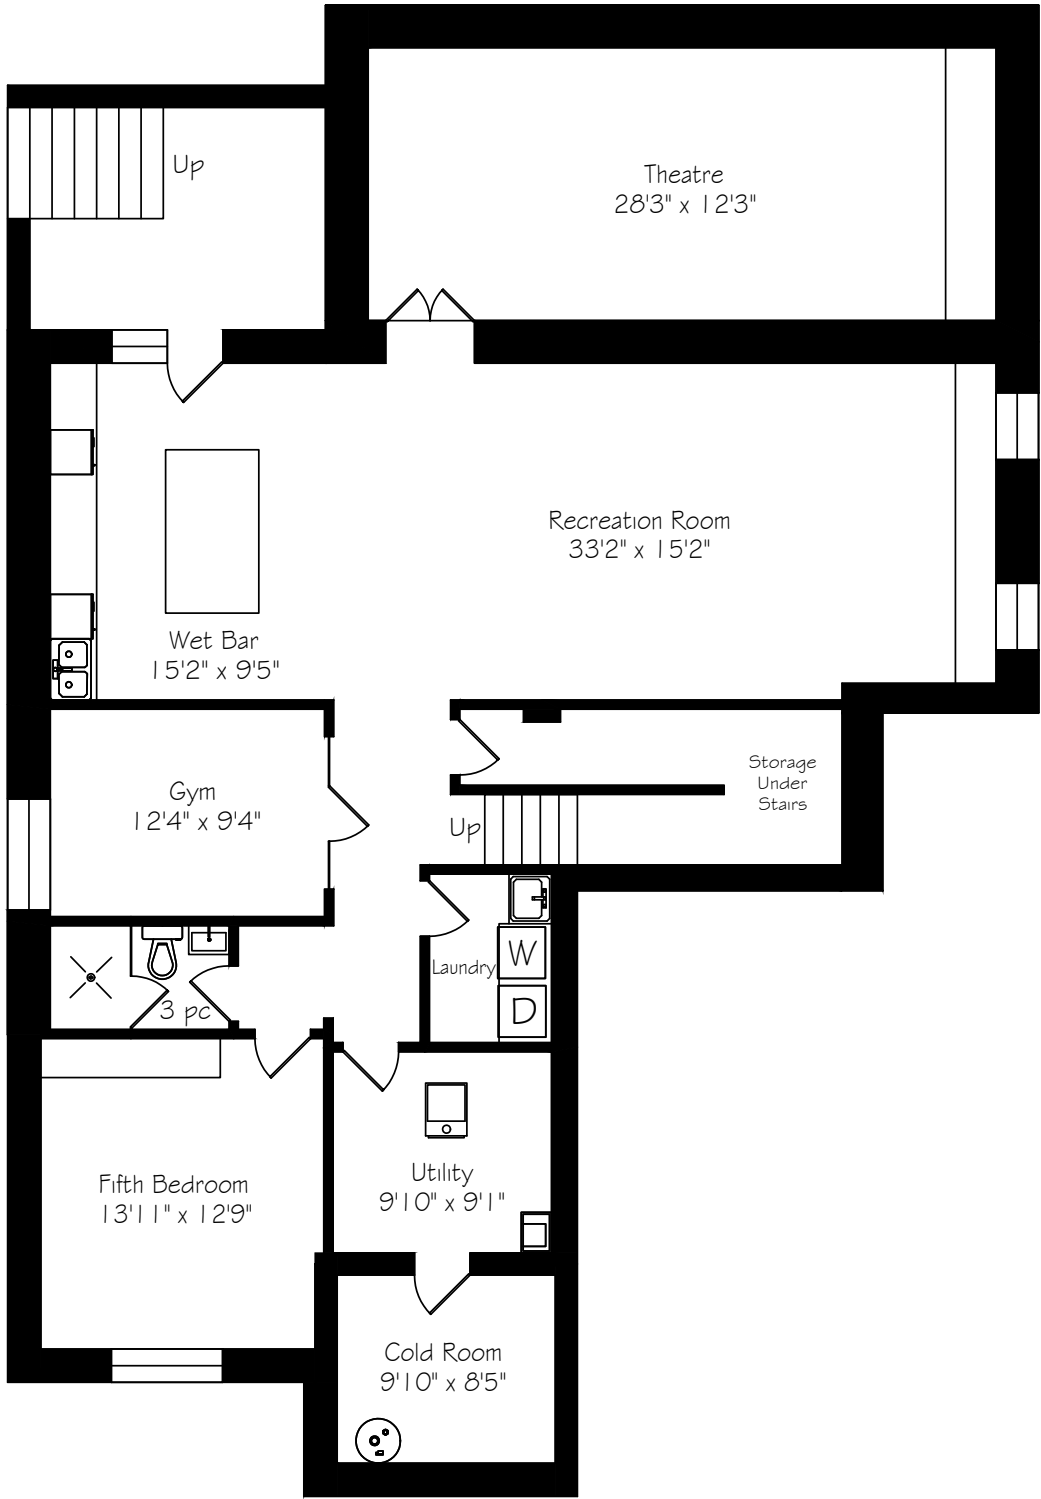 Up
Theatre
28'3" x 12'3"
Recreation Room
33'2" x 15'2"
Wet Bar
15'2" x 9'5"
Gym
12'4" x 9'4"
Storage
Under
Stairs
Up
Laundry
W
D
3 pc
Fifth Bedroom
13'11" x 12'9"
Utility
9'10" x 9'1"
Cold Room
9'10" x 8'5"